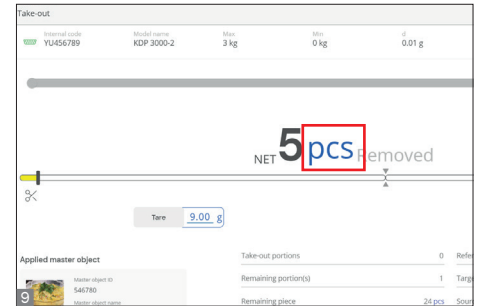 Take-out
Internal code Model name Max Min d
YU456789 KDP 3000-2 3 kg 0 kg 0.01 g
NET 5 pcs Removed
Tare 9.00 g
Applied master object
Take-out portions 0
Master object ID
546780
Master object name
Remaining portion(s) 1
Remaining piece 24 pcs
9